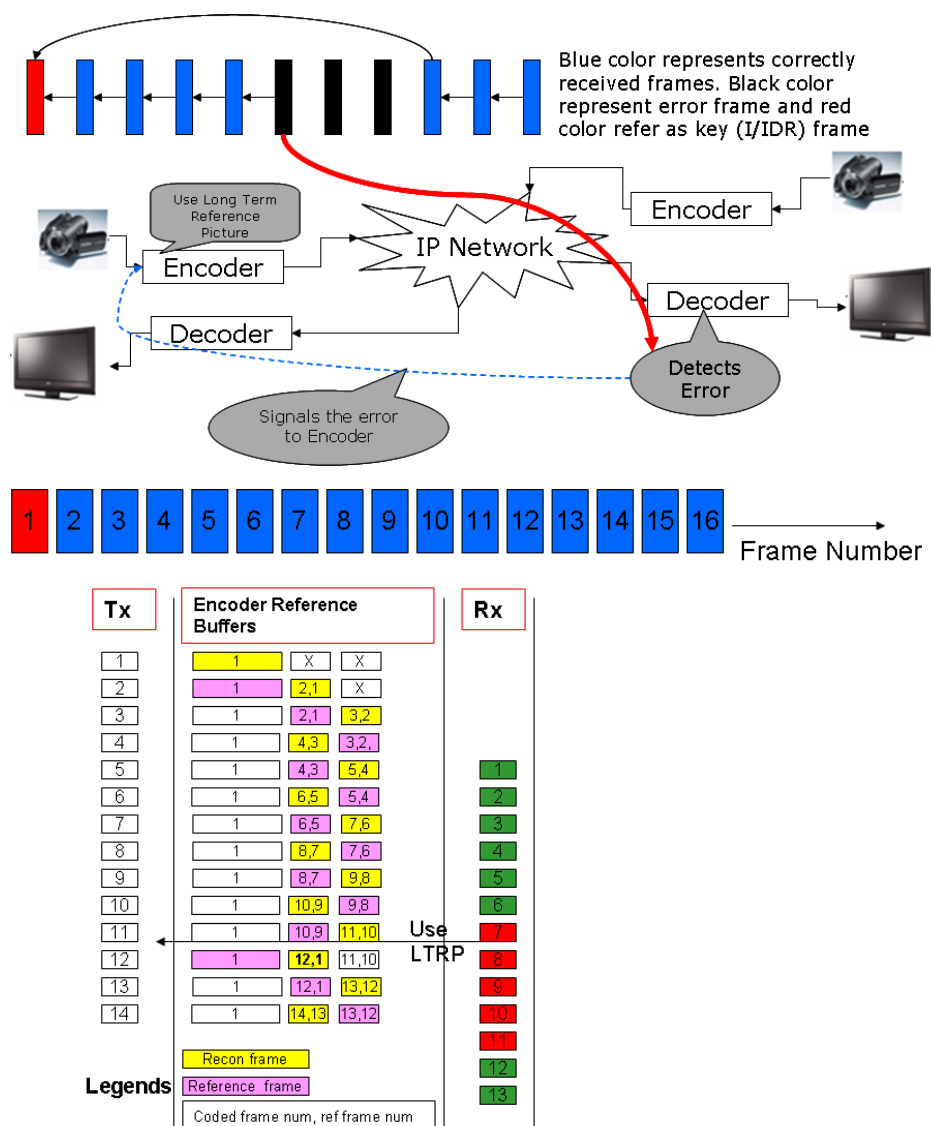 Blue color represents correctly
received frames. Black color
represent error frame and red
color refer as key (I/IDR) frame
Use Long Term
Reference
Picture
Encoder
IP Network
Encoder
Decoder
Decoder
Detects
Error
Signals the error
to Encoder
1 2 3 4 5 6 7 8 9 10 11 12 13 14 15 16
Frame Number
Tx
Encoder Reference
Buffers
Rx
1 1 X X
2 1 2,1 X
3 1 2,1 3,2
4 1 4,3 3,2,
5 1 4,3 5,4 1
6 1 6,5 5,4 2
7 1 6,5 7,6 3
8 1 8,7 7,6 4
9 1 8,7 9,8 5
10 1 10,9 9,8 6
11 1 10,9 11,10 Use 7
12 1 12,1 11,10 LTRP 8
13 1 12,1 13,12 9
14 1 14,13 13,12 10
11
12
13
Recon frame
Legends Reference frame
Coded frame num, ref frame num